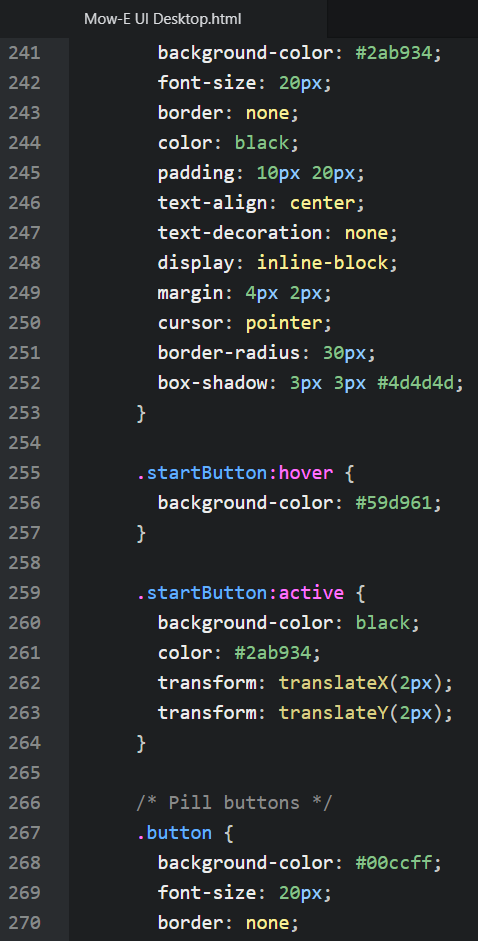 Mow-E UI Desktop.html
241 background-color: #2ab934;
242 font-size: 20px;
243 border: none;
244 color: black;
245 padding: 10px 20px;
246 text-align: center;
247 text-decoration: none;
248 display: inline-block;
249 margin: 4px 2px;
250 cursor: pointer;
251 border-radius: 30px;
252 box-shadow: 3px 3px #4d4d4d;
253 }
254
255 .startButton:hover {
256 background-color: #59d961;
257 }
258
259 .startButton:active {
260 background-color: black;
261 color: #2ab934;
262 transform: translateX(2px);
263 transform: translateY(2px);
264 }
265
266 /* Pill buttons */
267 .button {
268 background-color: #00ccff;
269 font-size: 20px;
270 border: none;